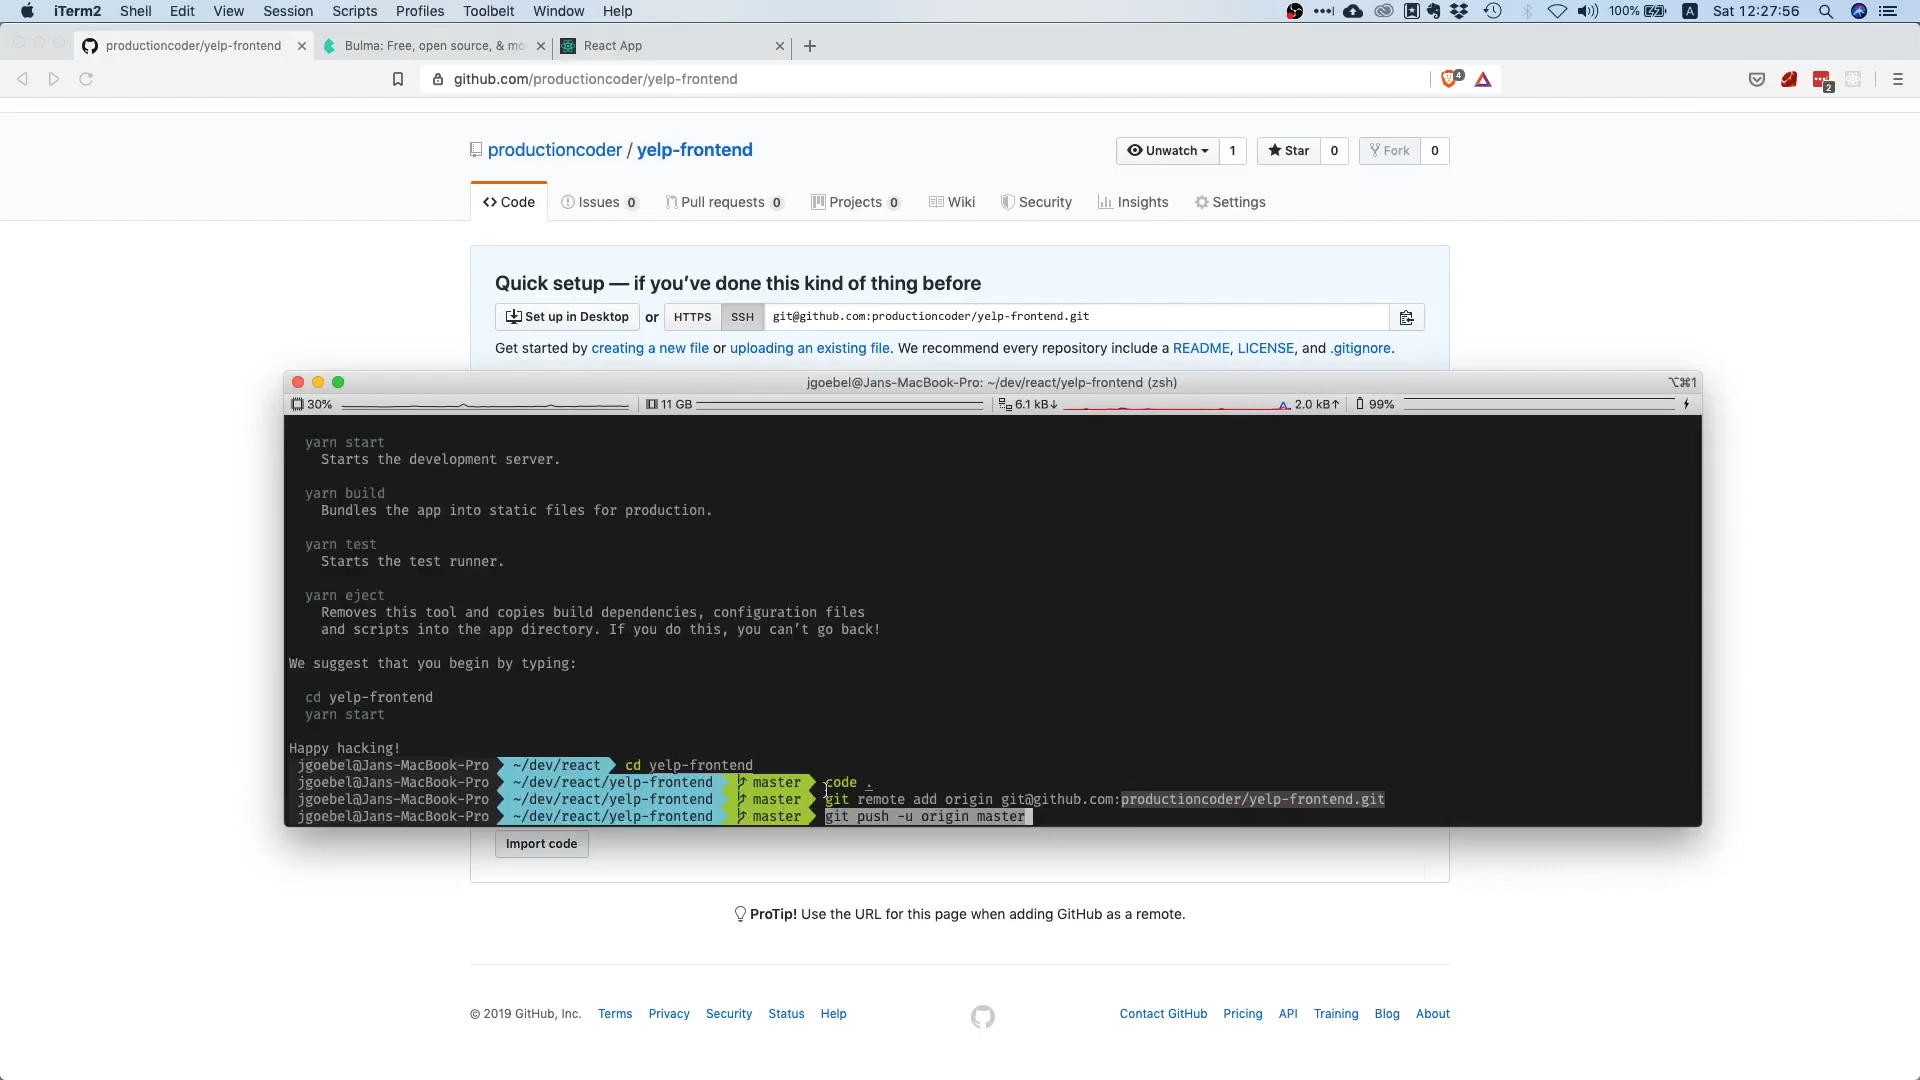 iTerm2 Shell Edit View Session Scripts Profiles Toolbelt Window Help 100% A Sat 12:27:56
productioncoder/yelp-frontend Bulma: Free, open source, & mo React App
github.com/productioncoder/yelp-frontend 4 2
productioncoder / yelp-frontend Unwatch 1 Star 0 Fork 0
Code Issues 0 Pull requests 0 Projects 0 Wiki Security Insights Settings
Quick setup — if you’ve done this kind of thing before
Set up in Desktop or HTTPS SSH git@github.com:productioncoder/yelp-frontend.git
Get started by creating a new file or uploading an existing file. We recommend every repository include a README, LICENSE, and .gitignore.
jgoebel@Jans-MacBook-Pro: ~/dev/react/yelp-frontend (zsh) ⌥⌘1
30% 11 GB 6.1 kB↓ 2.0 kB↑ 99%
yarn start
Starts the development server.
yarn build
Bundles the app into static files for production.
yarn test
Starts the test runner.
yarn eject
Removes this tool and copies build dependencies, configuration files
and scripts into the app directory. If you do this, you can’t go back!
We suggest that you begin by typing:
cd yelp-frontend
yarn start
Happy hacking!
jgoebel@Jans-MacBook-Pro ~/dev/react cd yelp-frontend
jgoebel@Jans-MacBook-Pro ~/dev/react/yelp-frontend master code .
jgoebel@Jans-MacBook-Pro ~/dev/react/yelp-frontend master git remote add origin git@github.com:productioncoder/yelp-frontend.git
jgoebel@Jans-MacBook-Pro ~/dev/react/yelp-frontend master git push -u origin master
Import code
ProTip! Use the URL for this page when adding GitHub as a remote.
© 2019 GitHub, Inc. Terms Privacy Security Status Help Contact GitHub Pricing API Training Blog About